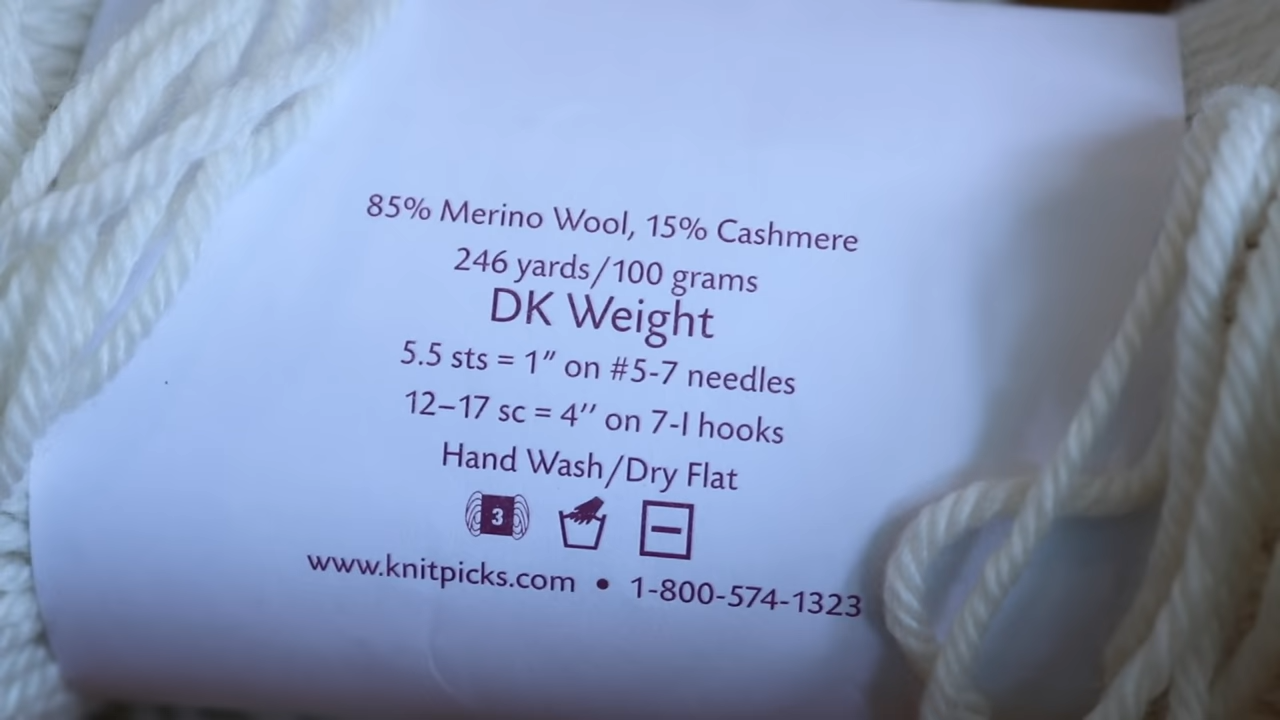 85% Merino Wool, 15% Cashmere
246 yards/100 grams
DK Weight
5.5 sts = 1” on #5-7 needles
12–17 sc = 4’’ on 7-I hooks
Hand Wash/Dry Flat
3
www.knitpicks.com • 1-800-574-1323